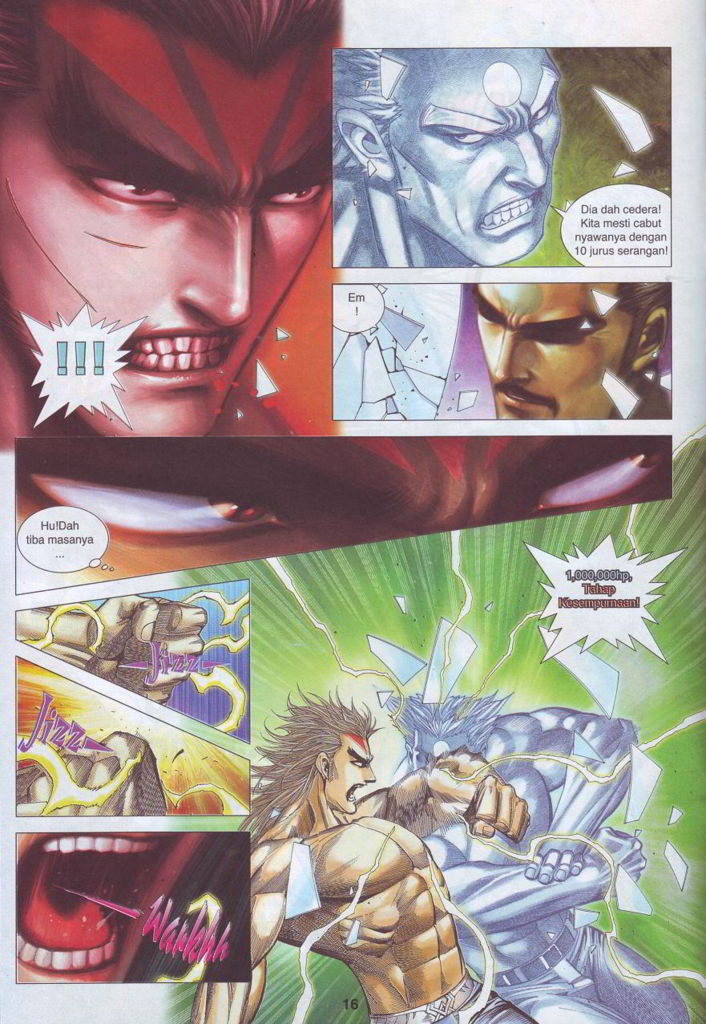 !!!
Dia dah cedera!
Kita mesti cabut
nyawanya dengan
10 jurus serangan!
Em
!
Hu!Dah
tiba masanya
...
1,000,000hp,
Tahap
Kesempurnaan!
Jizz
Jizz
Warkhh
16